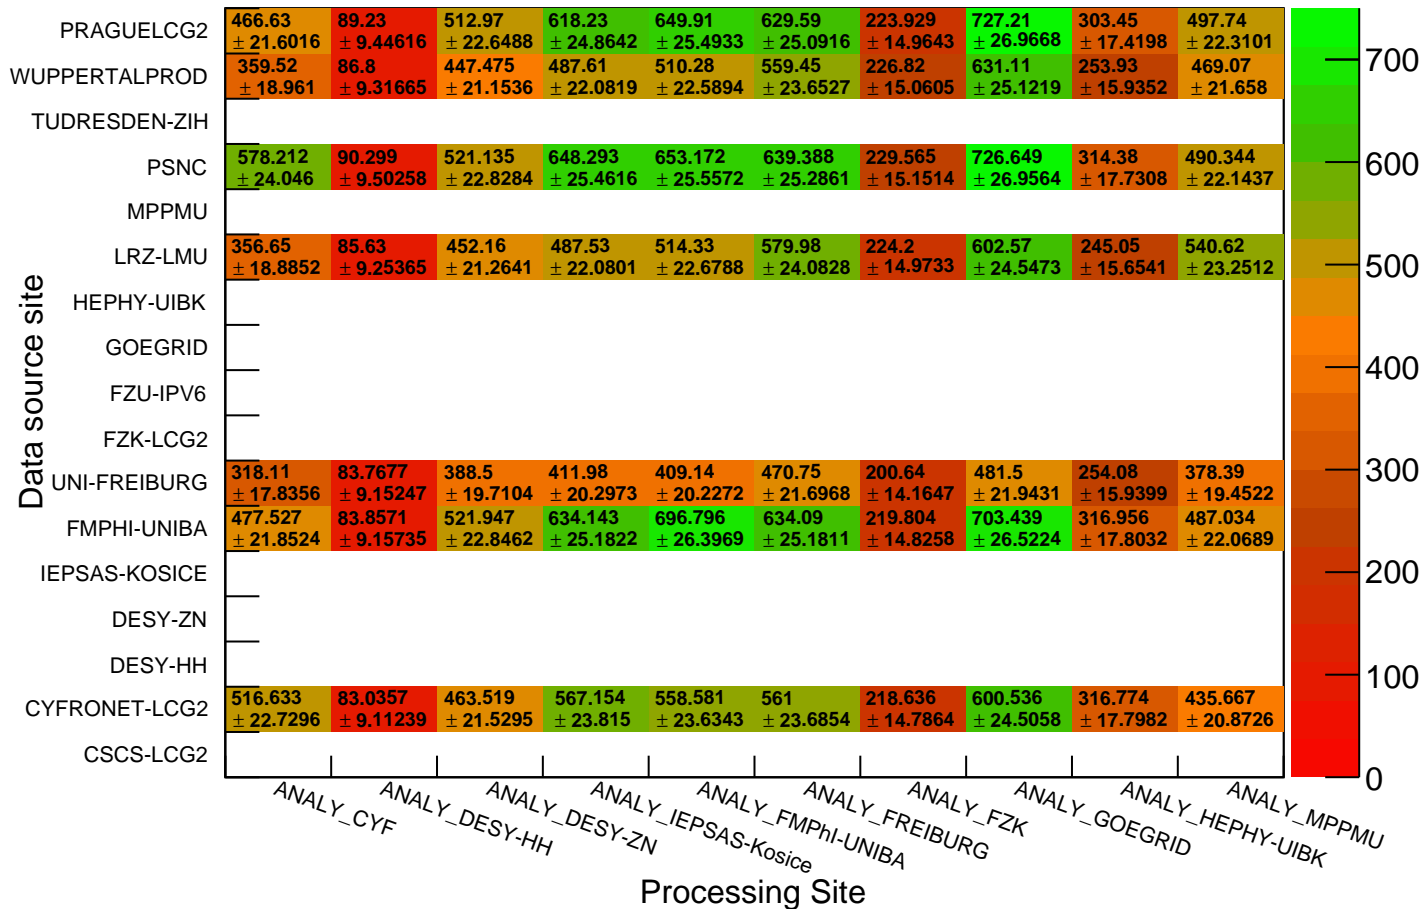 PRAGUELCG2
466.63 89.23 512.97 618.23 649.91 629.59 223.929 727.21 303.45 497.74
± 21.6016 ± 9.44616 ± 22.6488 ± 24.8642 ± 25.4933 ± 25.0916 ± 14.9643 ± 26.9668 ± 17.4198 ± 22.3101
WUPPERTALPROD
359.52 86.8 447.475 487.61 510.28 559.45 226.82 631.11 253.93 469.07
± 18.961 ± 9.31665 ± 21.1536 ± 22.0819 ± 22.5894 ± 23.6527 ± 15.0605 ± 25.1219 ± 15.9352 ± 21.658
TUDRESDEN-ZIH
PSNC
578.212 90.299 521.135 648.293 653.172 639.388 229.565 726.649 314.38 490.344
± 24.046 ± 9.50258 ± 22.8284 ± 25.4616 ± 25.5572 ± 25.2861 ± 15.1514 ± 26.9564 ± 17.7308 ± 22.1437
MPPMU
LRZ-LMU
356.65 85.63 452.16 487.53 514.33 579.98 224.2 602.57 245.05 540.62
± 18.8852 ± 9.25365 ± 21.2641 ± 22.0801 ± 22.6788 ± 24.0828 ± 14.9733 ± 24.5473 ± 15.6541 ± 23.2512
HEPHY-UIBK
GOEGRID
FZU-IPV6
FZK-LCG2
UNI-FREIBURG
318.11 83.7677 388.5 411.98 409.14 470.75 200.64 481.5 254.08 378.39
± 17.8356 ± 9.15247 ± 19.7104 ± 20.2973 ± 20.2272 ± 21.6968 ± 14.1647 ± 21.9431 ± 15.9399 ± 19.4522
FMPHI-UNIBA
477.527 83.8571 521.947 634.143 696.796 634.09 219.804 703.439 316.956 487.034
± 21.8524 ± 9.15735 ± 22.8462 ± 25.1822 ± 26.3969 ± 25.1811 ± 14.8258 ± 26.5224 ± 17.8032 ± 22.0689
IEPSAS-KOSICE
DESY-ZN
DESY-HH
CYFRONET-LCG2
516.633 83.0357 463.519 567.154 558.581 561 218.636 600.536 316.774 435.667
± 22.7296 ± 9.11239 ± 21.5295 ± 23.815 ± 23.6343 ± 23.6854 ± 14.7864 ± 24.5058 ± 17.7982 ± 20.8726
CSCS-LCG2
Data source site
ANALY_CYF
ANALY_DESY-HH
ANALY_DESY-ZN
ANALY_IEPSAS-Kosice
ANALY_FMPhI-UNIBA
ANALY_FREIBURG
ANALY_FZK
ANALY_GOEGRID
ANALY_HEPHY-UIBK
ANALY_MPPMU
Processing Site
700
600
500
400
300
200
100
0